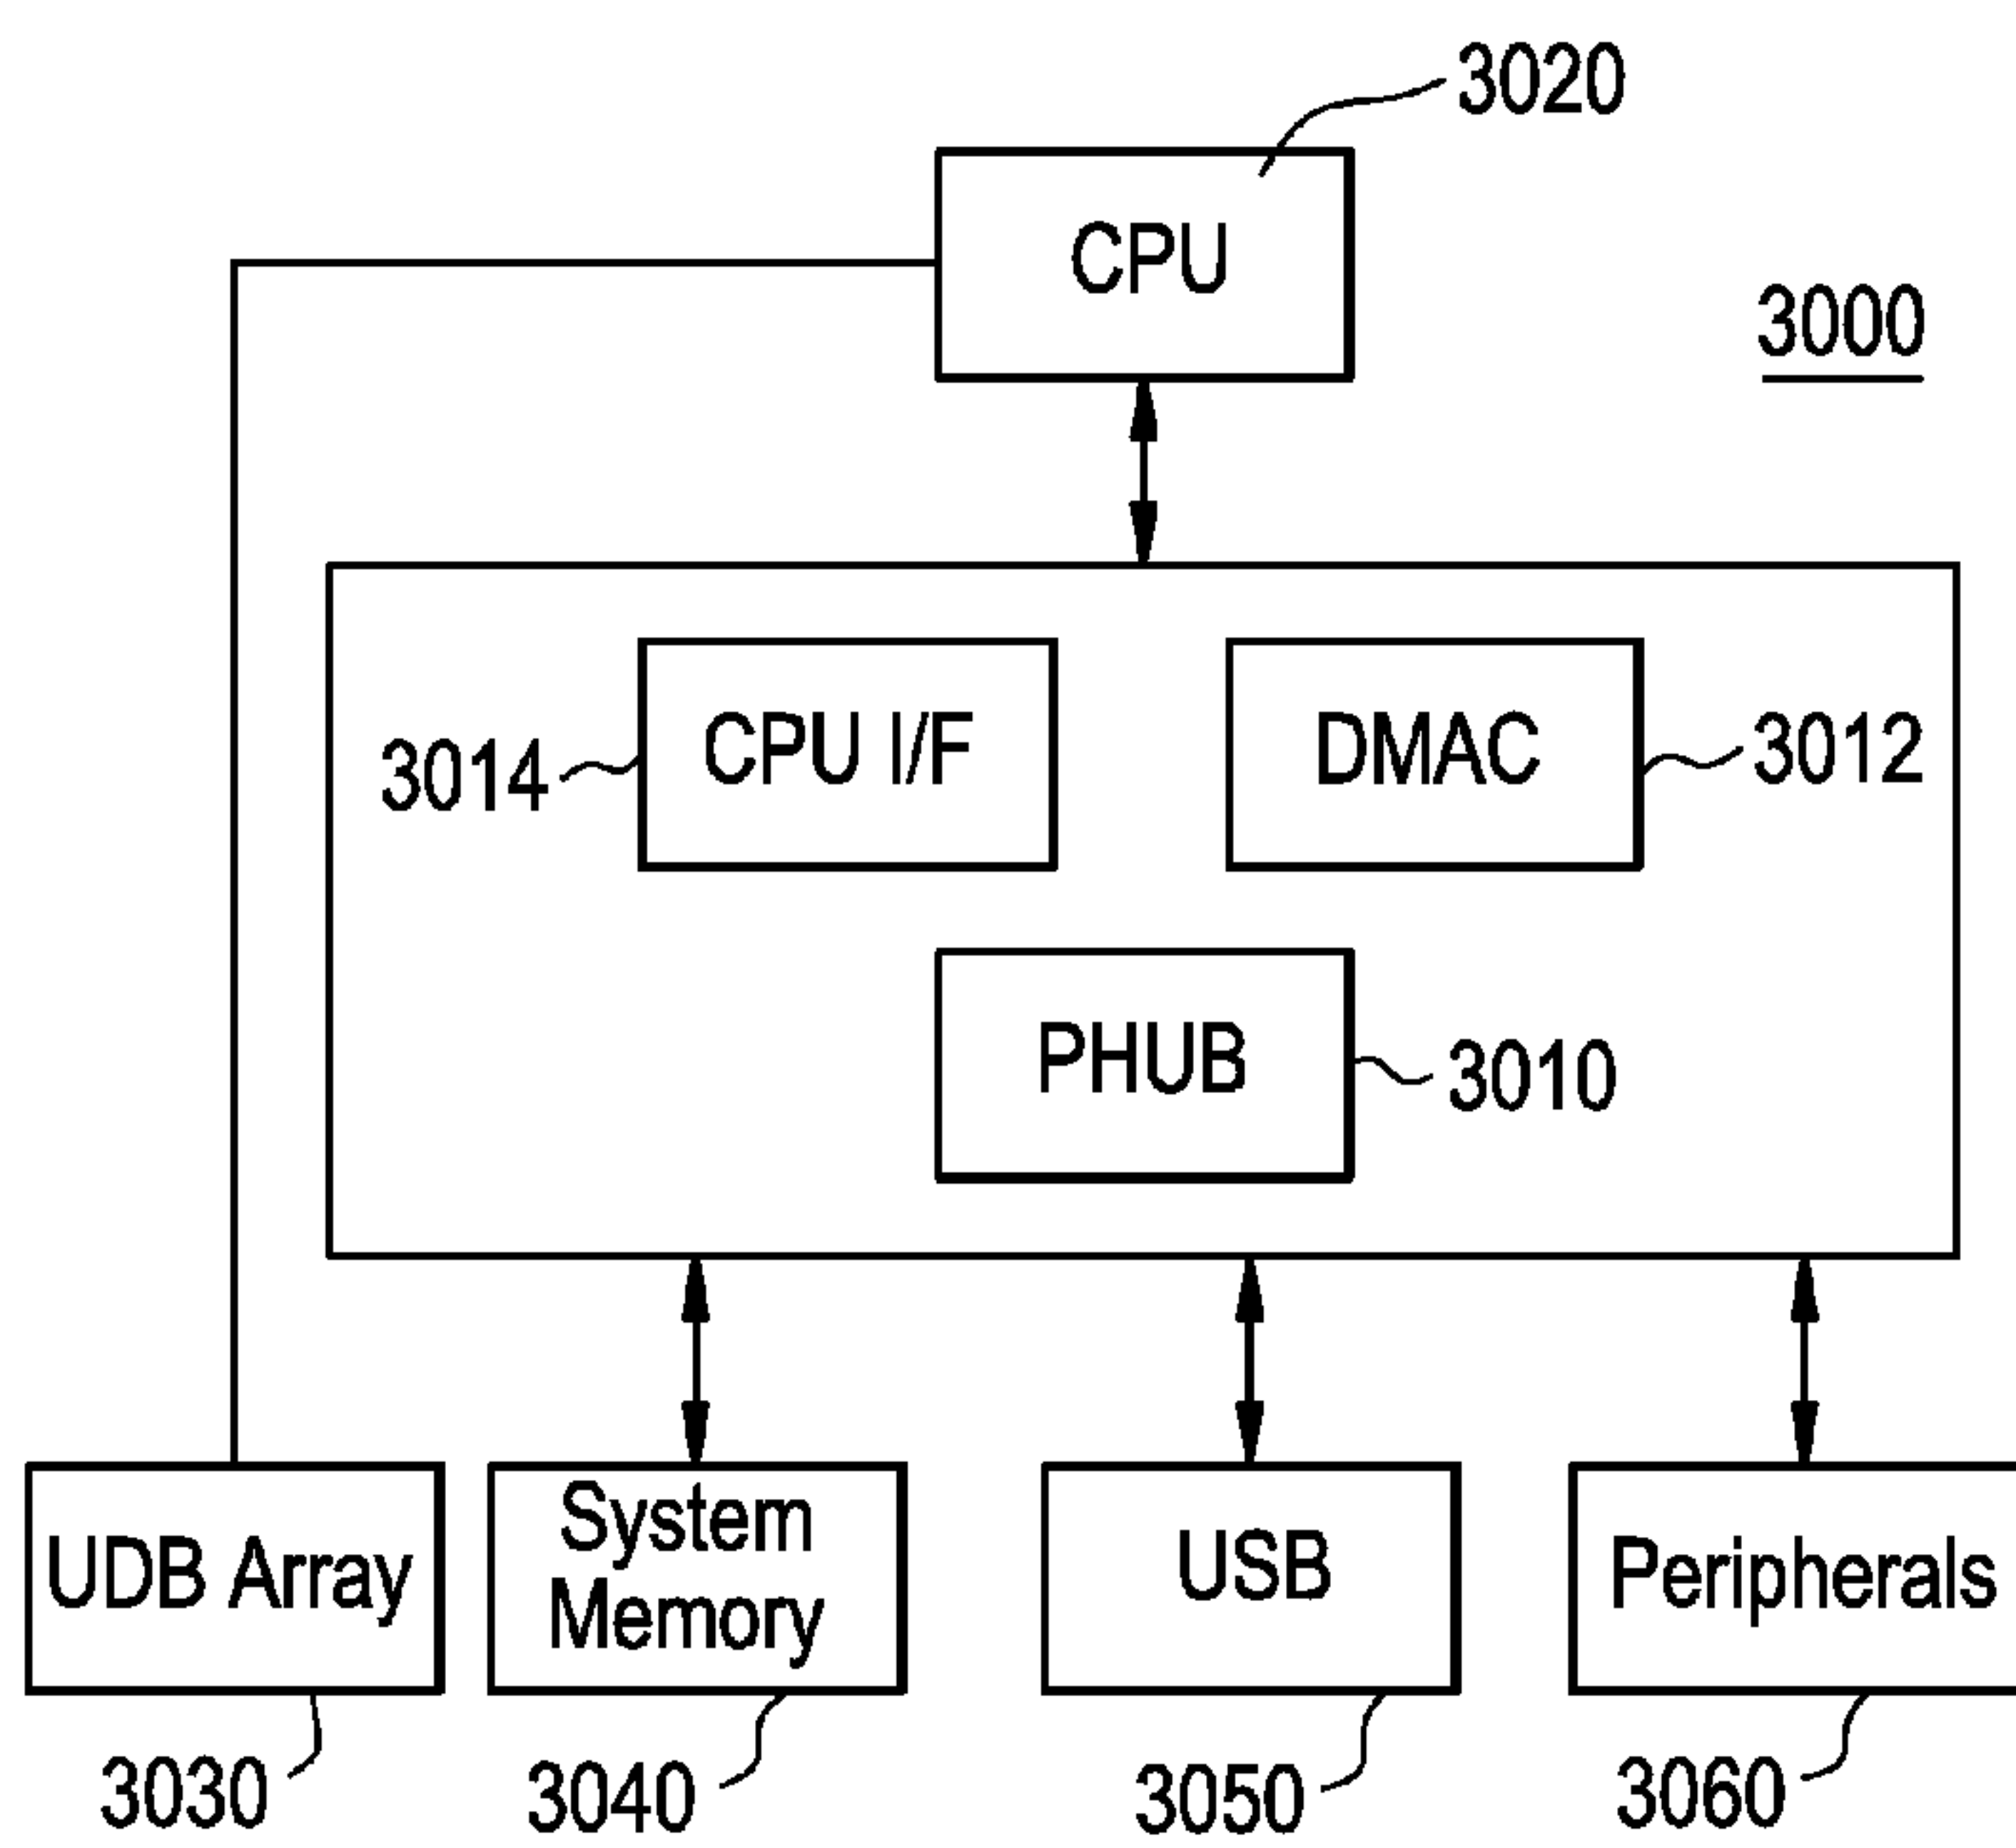 3020
CPU
3000
CPU I/F
DMAC
3014
3012
PHUB
3010
UDB Array
System
Memory
USB
Peripherals
3030
3040
3050
3060